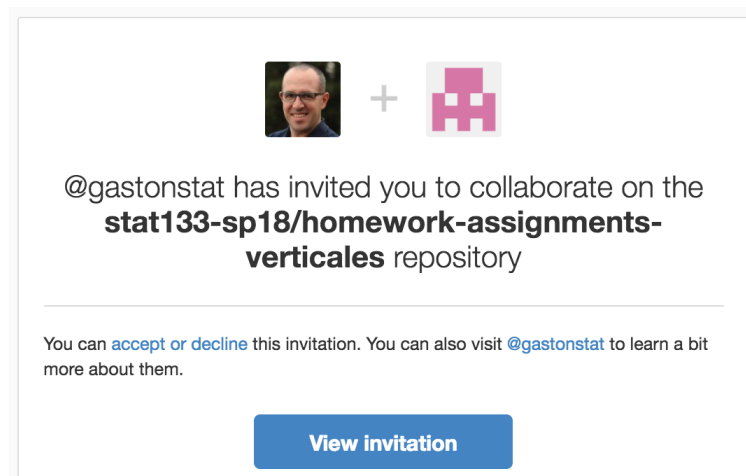 @gastonstat has invited you to collaborate on the
stat133-sp18/homework-assignments-
verticales repository
You can accept or decline this invitation. You can also visit @gastonstat to learn a bit
more about them.
View invitation